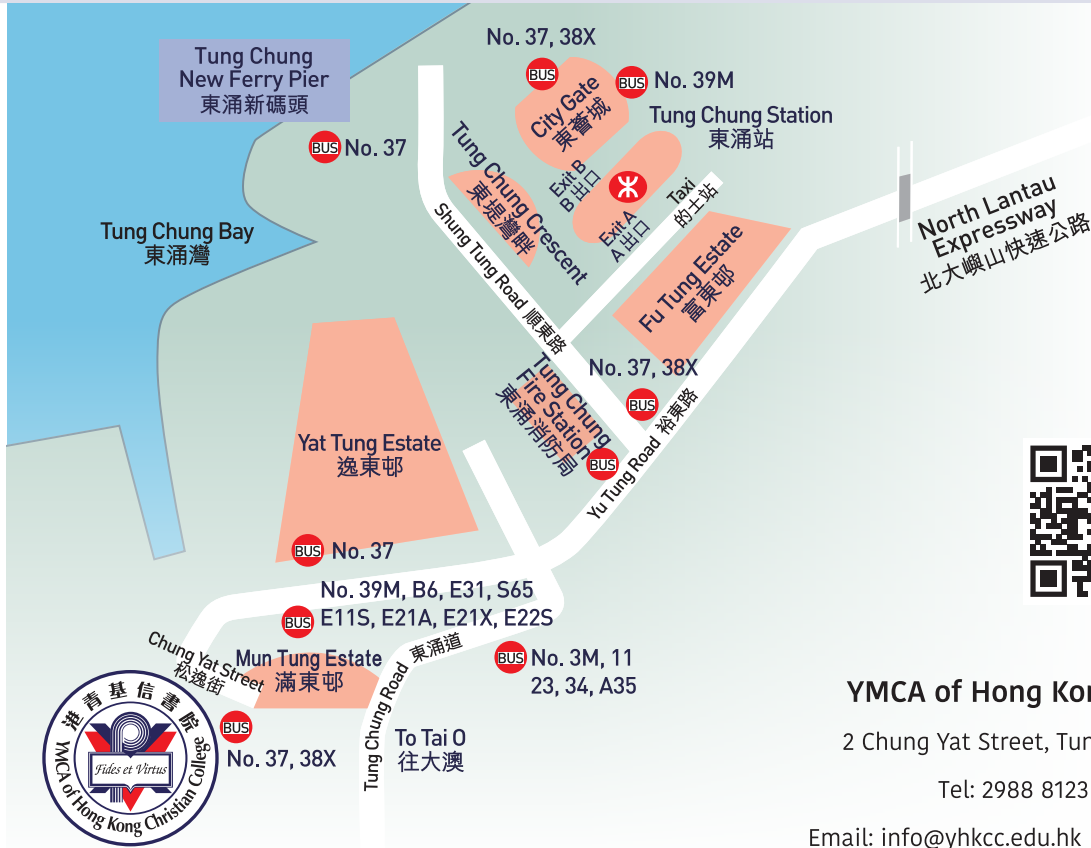 Tung Chung
New Ferry Pier
東涌新碼頭
BUS No. 37
Tung Chung Bay
東涌灣
No. 37, 38X
BUS
City Gate
東薈城
BUS No. 39M
Tung Chung Station
東涌站
Exit B
B 出口
Exit A
A 出口
Taxi
的士站
Tung Chung Crescent
東堤灣畔
Shung Tung Road 順東路
Fu Tung Estate
富東邨
North Lantau
Expressway
北大嶼山快速公路
No. 37, 38X
BUS
Tung Chung
Fire Station
東涌消防局
BUS
Yu Tung Road 裕東路
Yat Tung Estate
逸東邨
BUS No. 37
No. 39M, B6, E31, S65
BUS E11S, E21A, E21X, E22S
Chung Yat Street
松逸街
Mun Tung Estate
滿東邨
Tung Chung Road 東涌道
BUS No. 3M, 11
23, 34, A35
To Tai O
往大澳
BUS
No. 37, 38X
港青基信書院
Fides et Virtus
YMCA of Hong Kong Christian College
YMCA of Hong Kon
2 Chung Yat Street, Tun
Tel: 2988 8123
Email: info@yhkcc.edu.hk